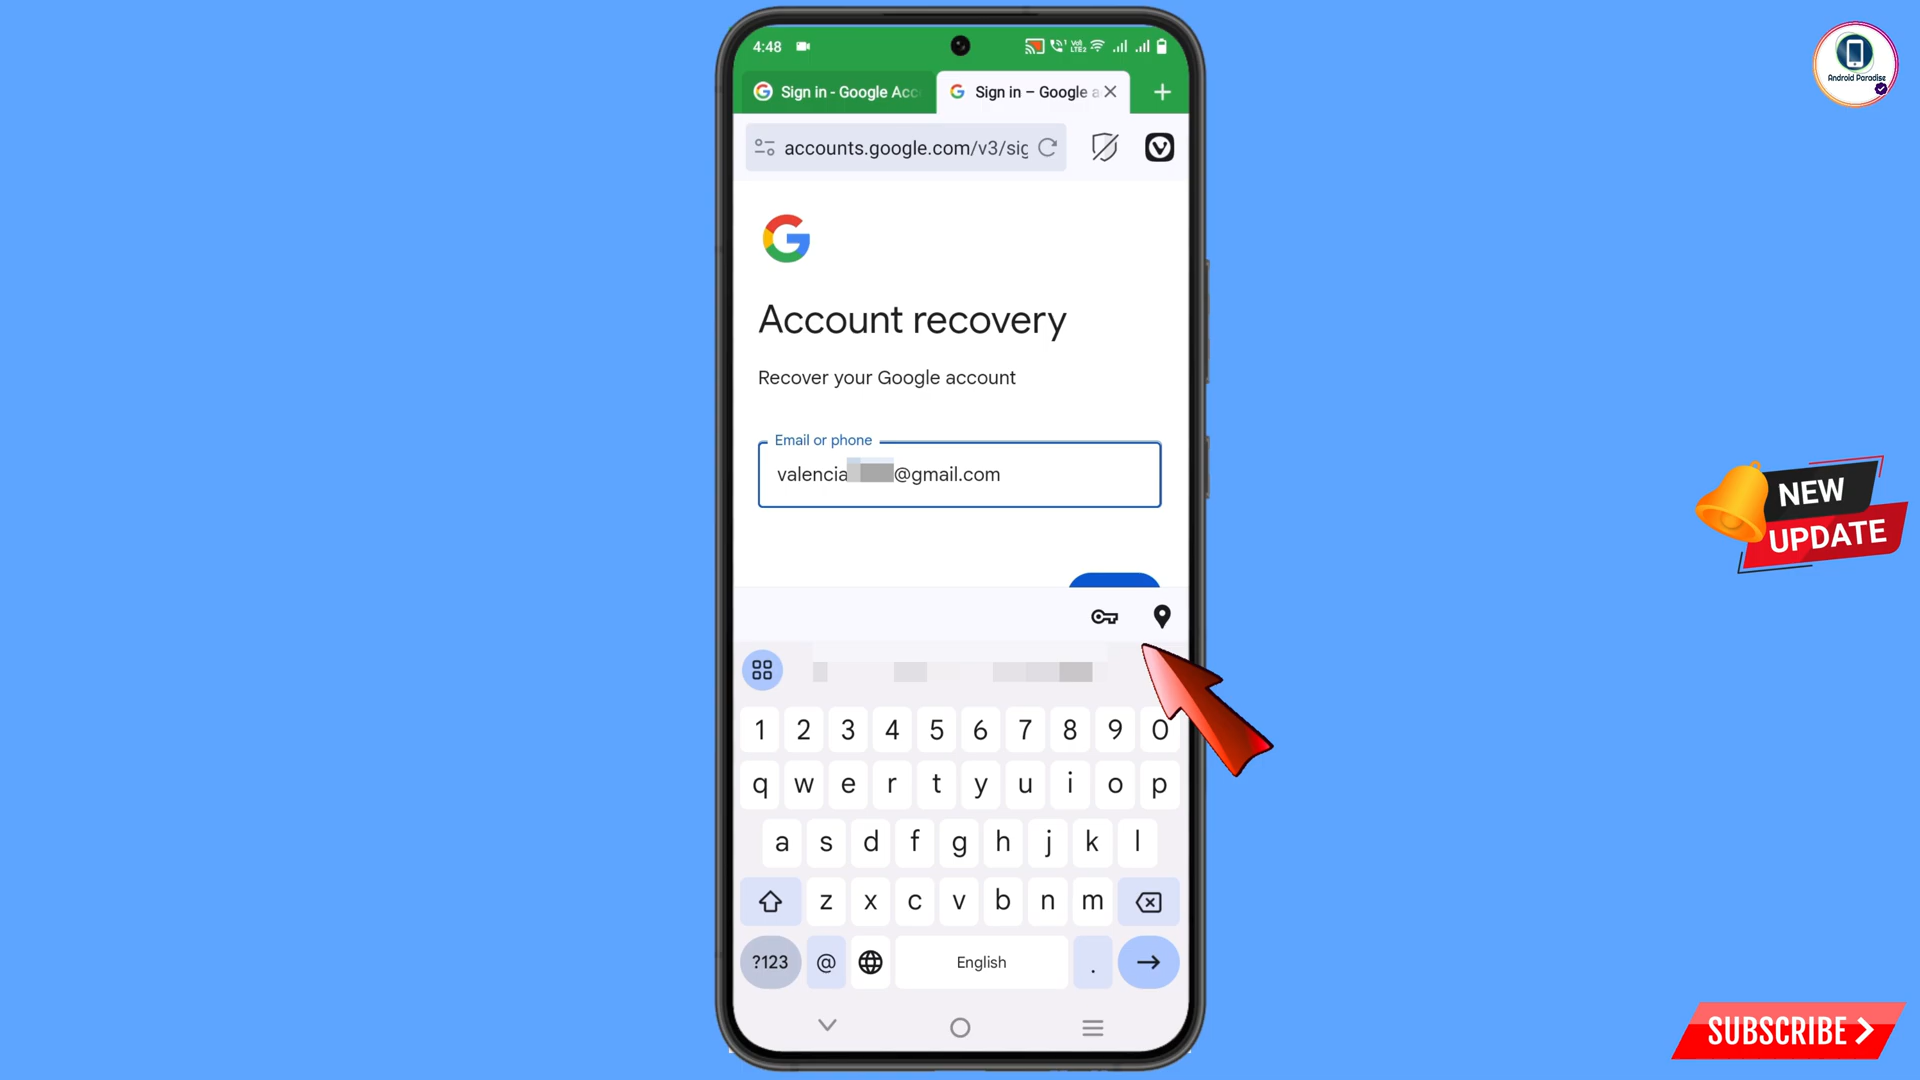 4:48
Vo)
LTE2
Sign in - Google Acc
Sign in – Google a
accounts.google.com/v3/sig
Account recovery
Recover your Google account
Email or phone
valencia @gmail.com
1 2 3 4 5 6 7 8 9 0
q w e r t y u i o p
a s d f g h j k l
z x c v b n m
?123 @ English .
Android Paradise
NEW
UPDATE
SUBSCRIBE